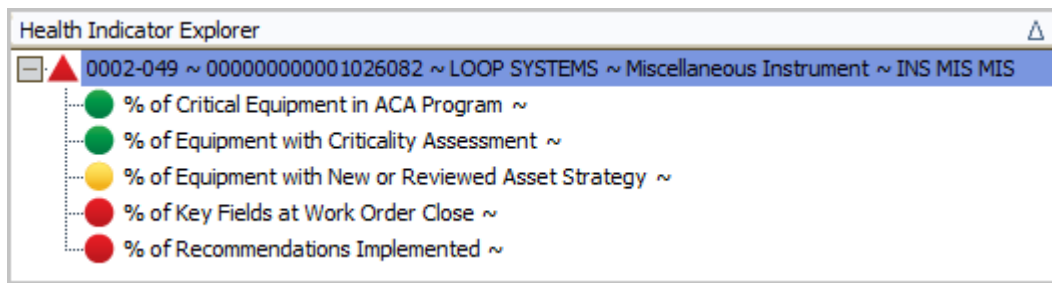 Health Indicator Explorer
0002-049 ~ 000000000001026082 ~ LOOP SYSTEMS ~ Miscellaneous Instrument ~ INS MIS MIS
% of Critical Equipment in ACA Program ~
% of Equipment with Criticality Assessment ~
% of Equipment with New or Reviewed Asset Strategy ~
% of Key Fields at Work Order Close ~
% of Recommendations Implemented ~